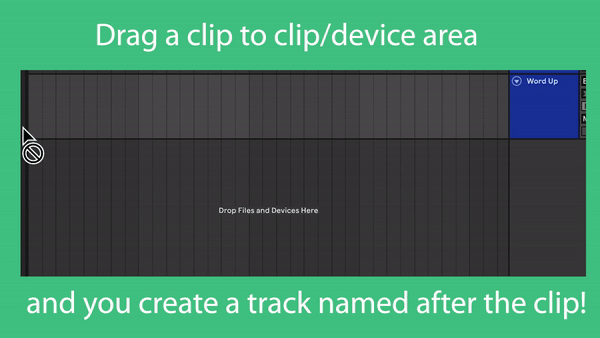 Drag a clip to clip/device area
Word Up
Drop Files and Devices Here
and you create a track named after the clip!